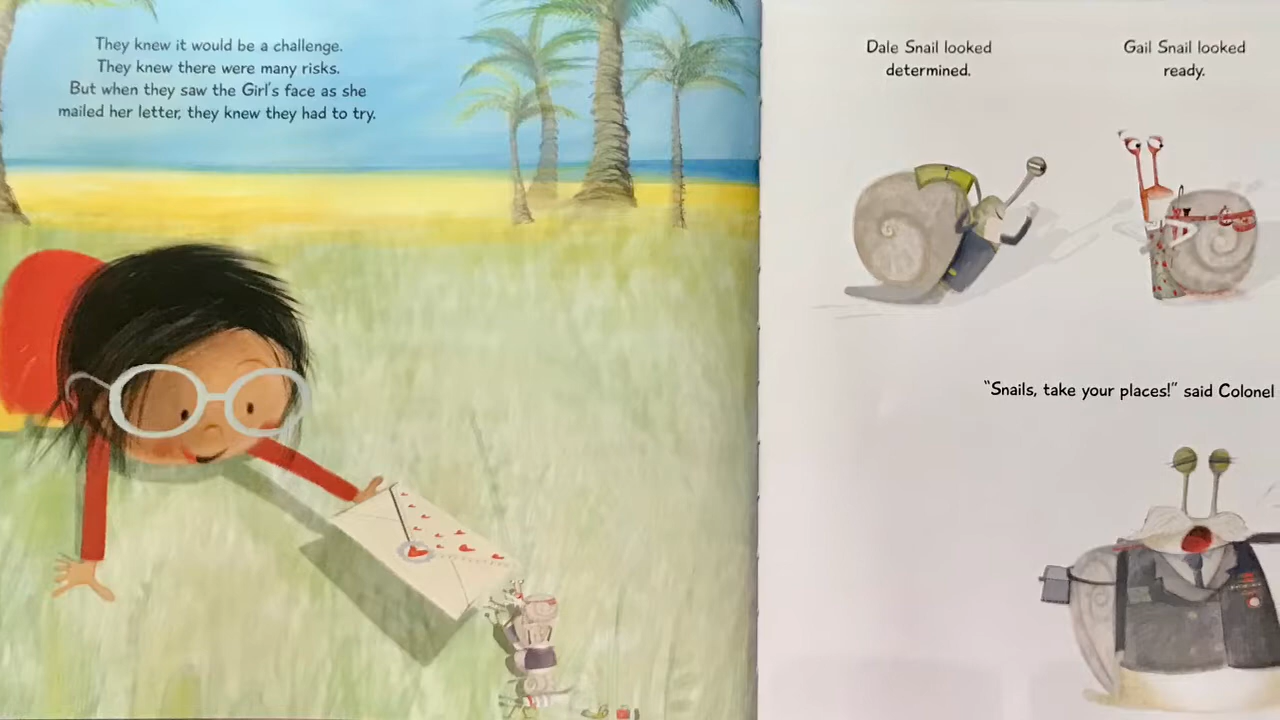 They knew it would be a challenge.
They knew there were many risks.
But when they saw the Girl's face as she
mailed her letter, they knew they had to try.
Dale Snail looked
determined.
Gail Snail looked
ready.
"Snails, take your places!" said Colonel